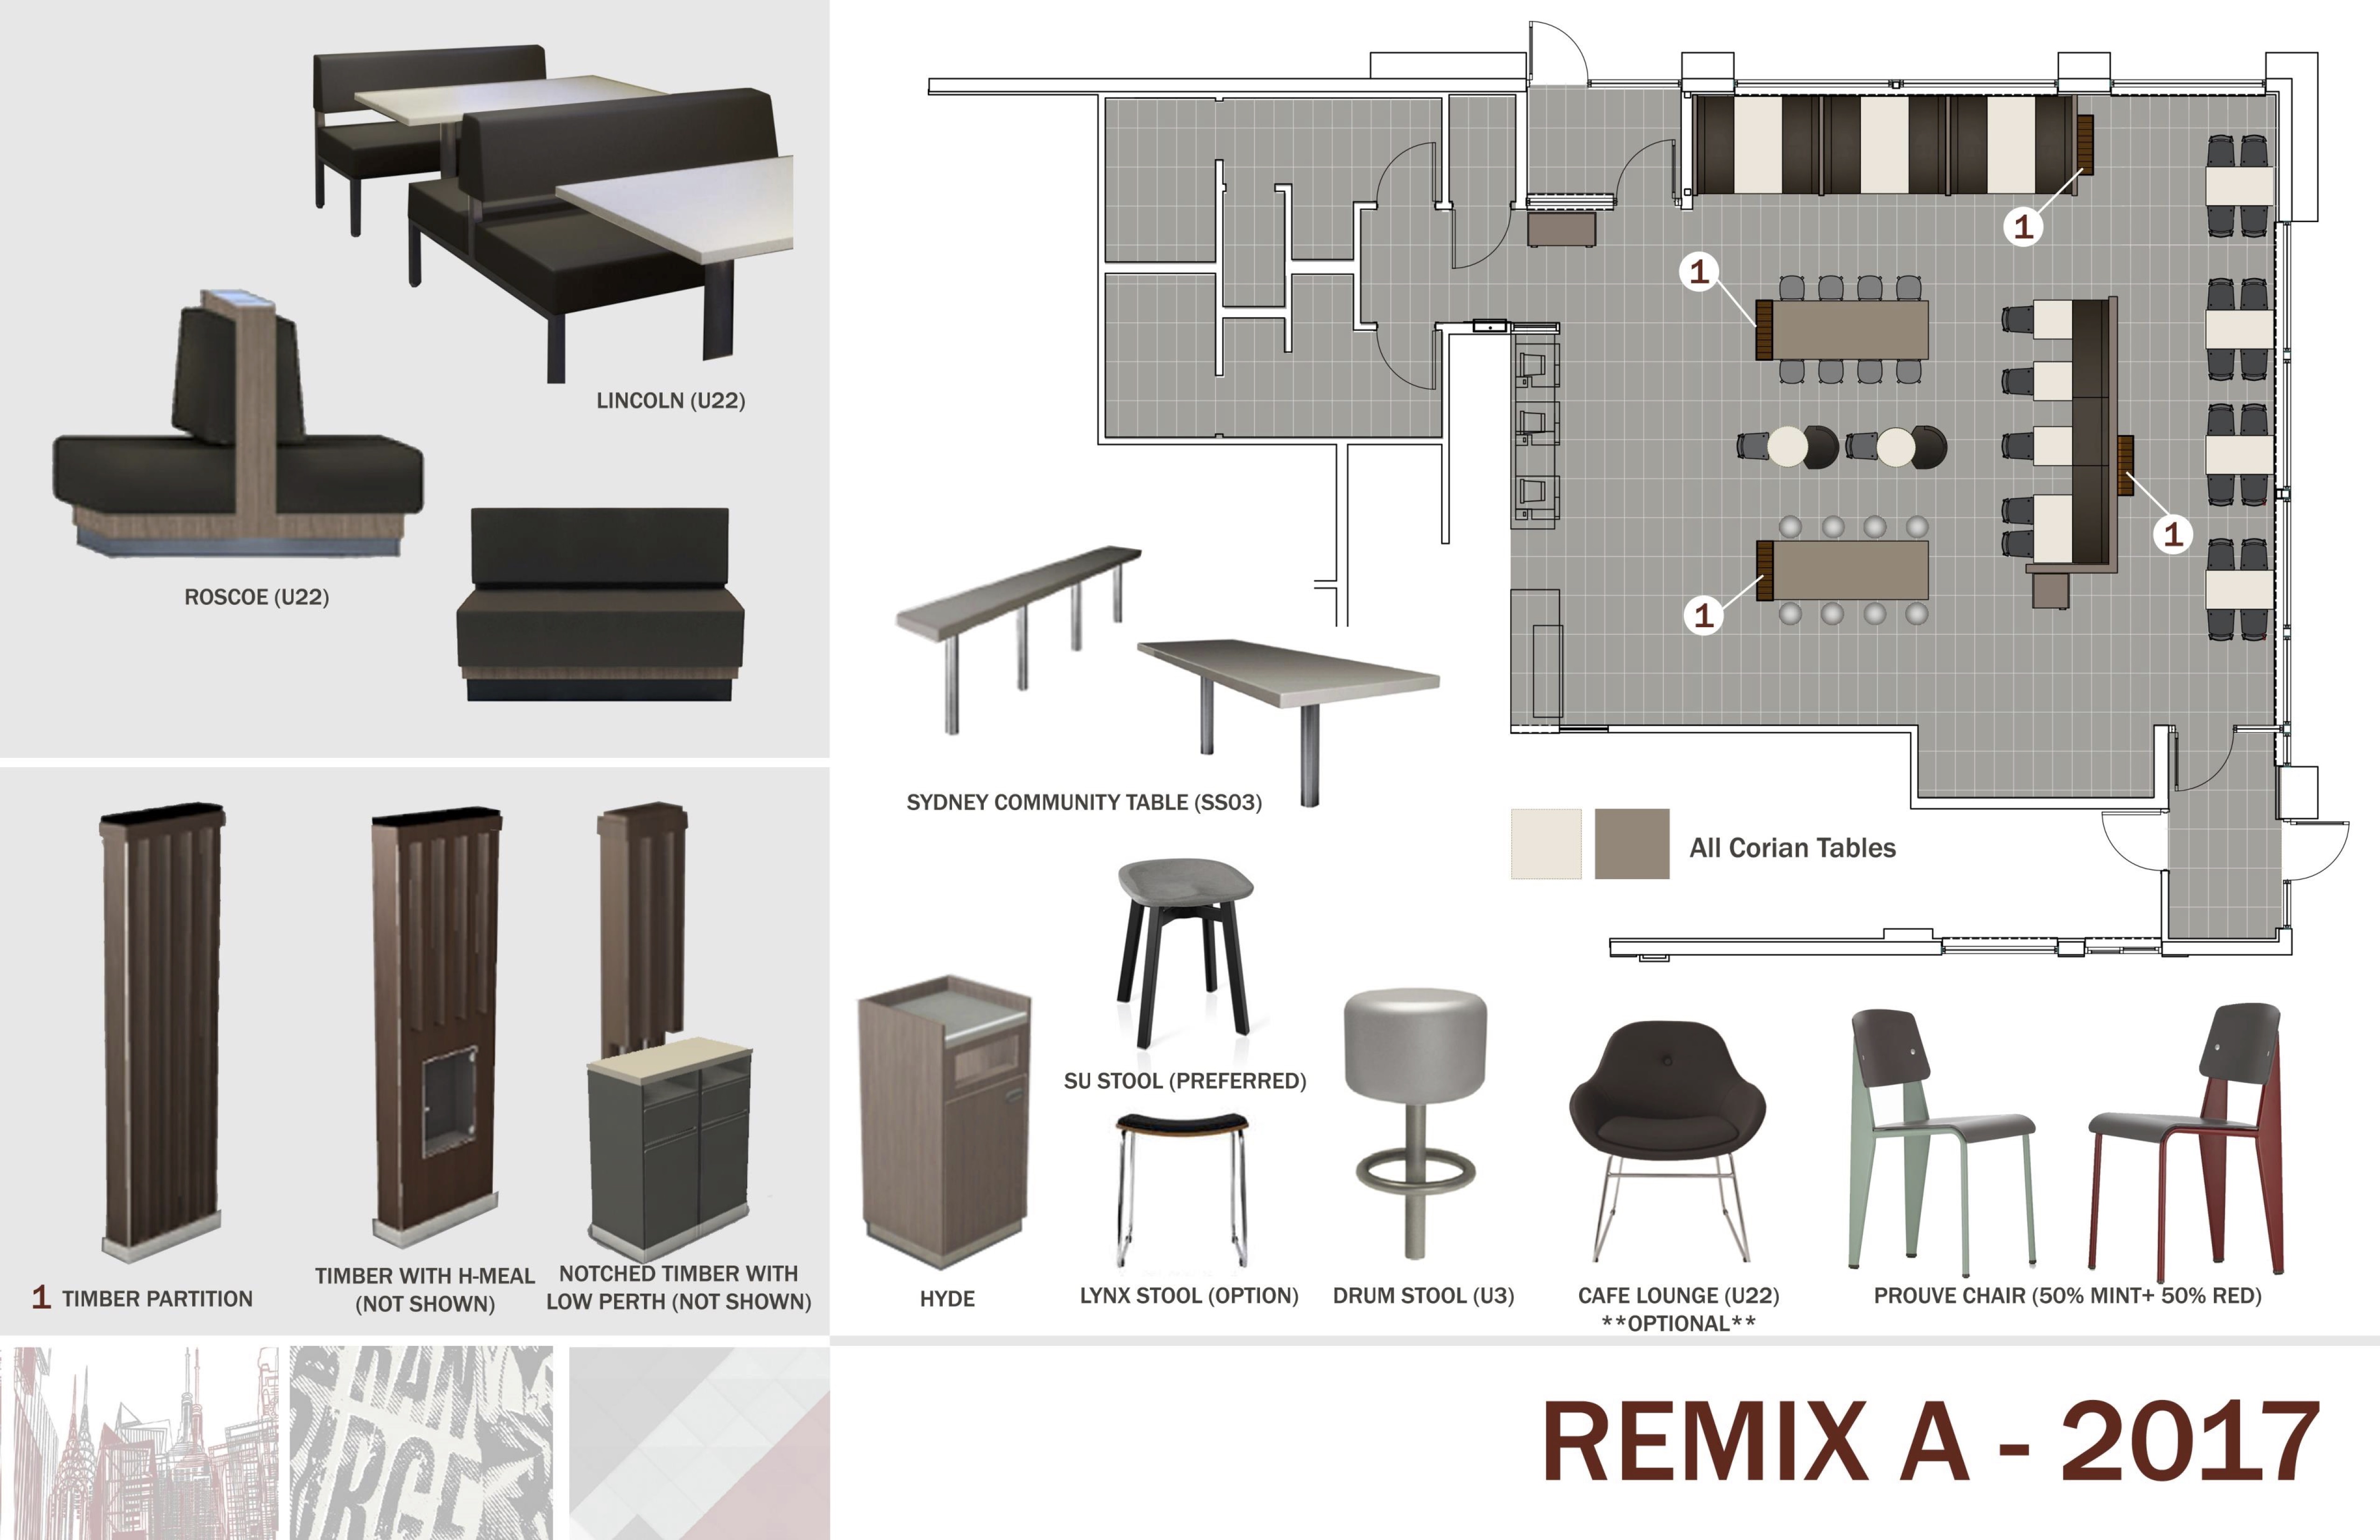 LINCOLN (U22)
ROSCOE (U22)
1
1
1
1
SYDNEY COMMUNITY TABLE (SS03)
All Corian Tables
1 TIMBER PARTITION
TIMBER WITH H-MEAL
(NOT SHOWN)
NOTCHED TIMBER WITH
LOW PERTH (NOT SHOWN)
HYDE
SU STOOL (PREFERRED)
LYNX STOOL (OPTION)
DRUM STOOL (U3)
CAFE LOUNGE (U22)
**OPTIONAL**
PROUVE CHAIR (50% MINT+ 50% RED)
REMIX A - 2017